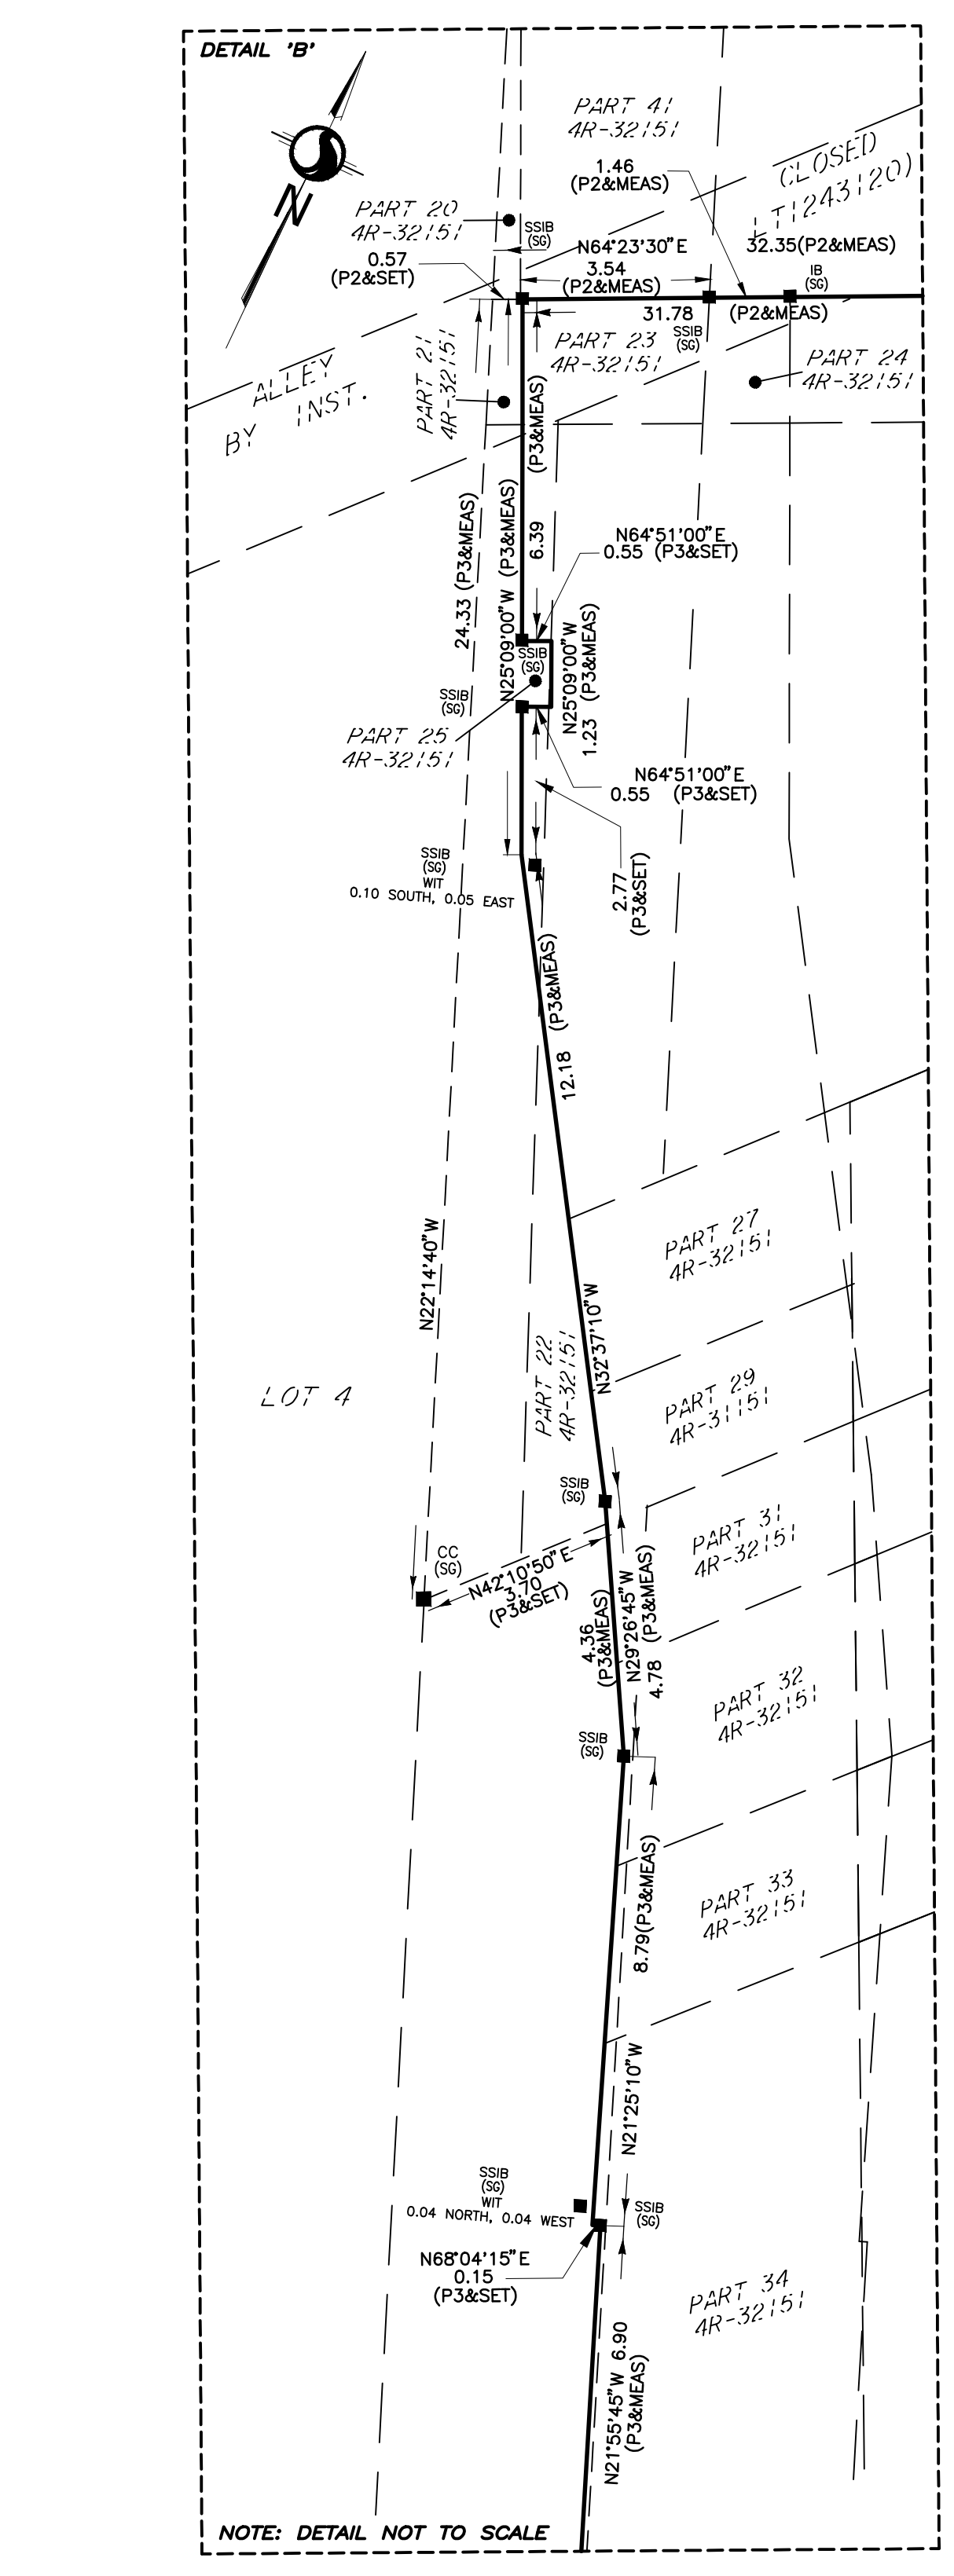 DETAIL 'B'
N
PART 41
4R-32151
1.46
(P2&MEAS)
CLOSED
LT1243120)
PART 20
4R-32151
SSIB
(SG)
N64°23'30"E
32.35(P2&MEAS)
0.57
(P2&SET)
3.54
(P2&MEAS)
IB
(SG)
31.78
(P2&MEAS)
SSIB
(SG)
PART 23
4R-32151
PART 24
4R-32151
PART 21
4R-32151
ALLEY
BY INST.
(P3&MEAS)
6.39
24.33 (P3&MEAS)
N25°09'00"W (P3&MEAS)
N64°51'00"E
0.55 (P3&SET)
SSIB
(SG)
N25°09'00"W
1.23 (P3&MEAS)
SSIB
(SG)
PART 25
4R-32151
N64°51'00"E
0.55 (P3&SET)
SSIB
(SG)
WIT
0.10 SOUTH, 0.05 EAST
2.77
(P3&SET)
(P3&MEAS)
12.18
PART 27
4R-32151
N22°14'40"W
N32°37'10"W
PART 22
4R-32151
LOT 4
PART 29
4R-31151
SSIB
(SG)
PART 31
4R-32151
CC
(SG)
N42°10'50"E
3.70
(P3&SET)
4.36
(P3&MEAS)
N29°26'45"W
4.78 (P3&MEAS)
PART 32
4R-32151
SSIB
(SG)
8.79(P3&MEAS)
PART 33
4R-32151
N21°25'10"W
SSIB
(SG)
WIT
0.04 NORTH, 0.04 WEST
SSIB
(SG)
N68°04'15"E
0.15
(P3&SET)
PART 34
4R-32151
N21°55'45"W 6.90
(P3&MEAS)
NOTE: DETAIL NOT TO SCALE